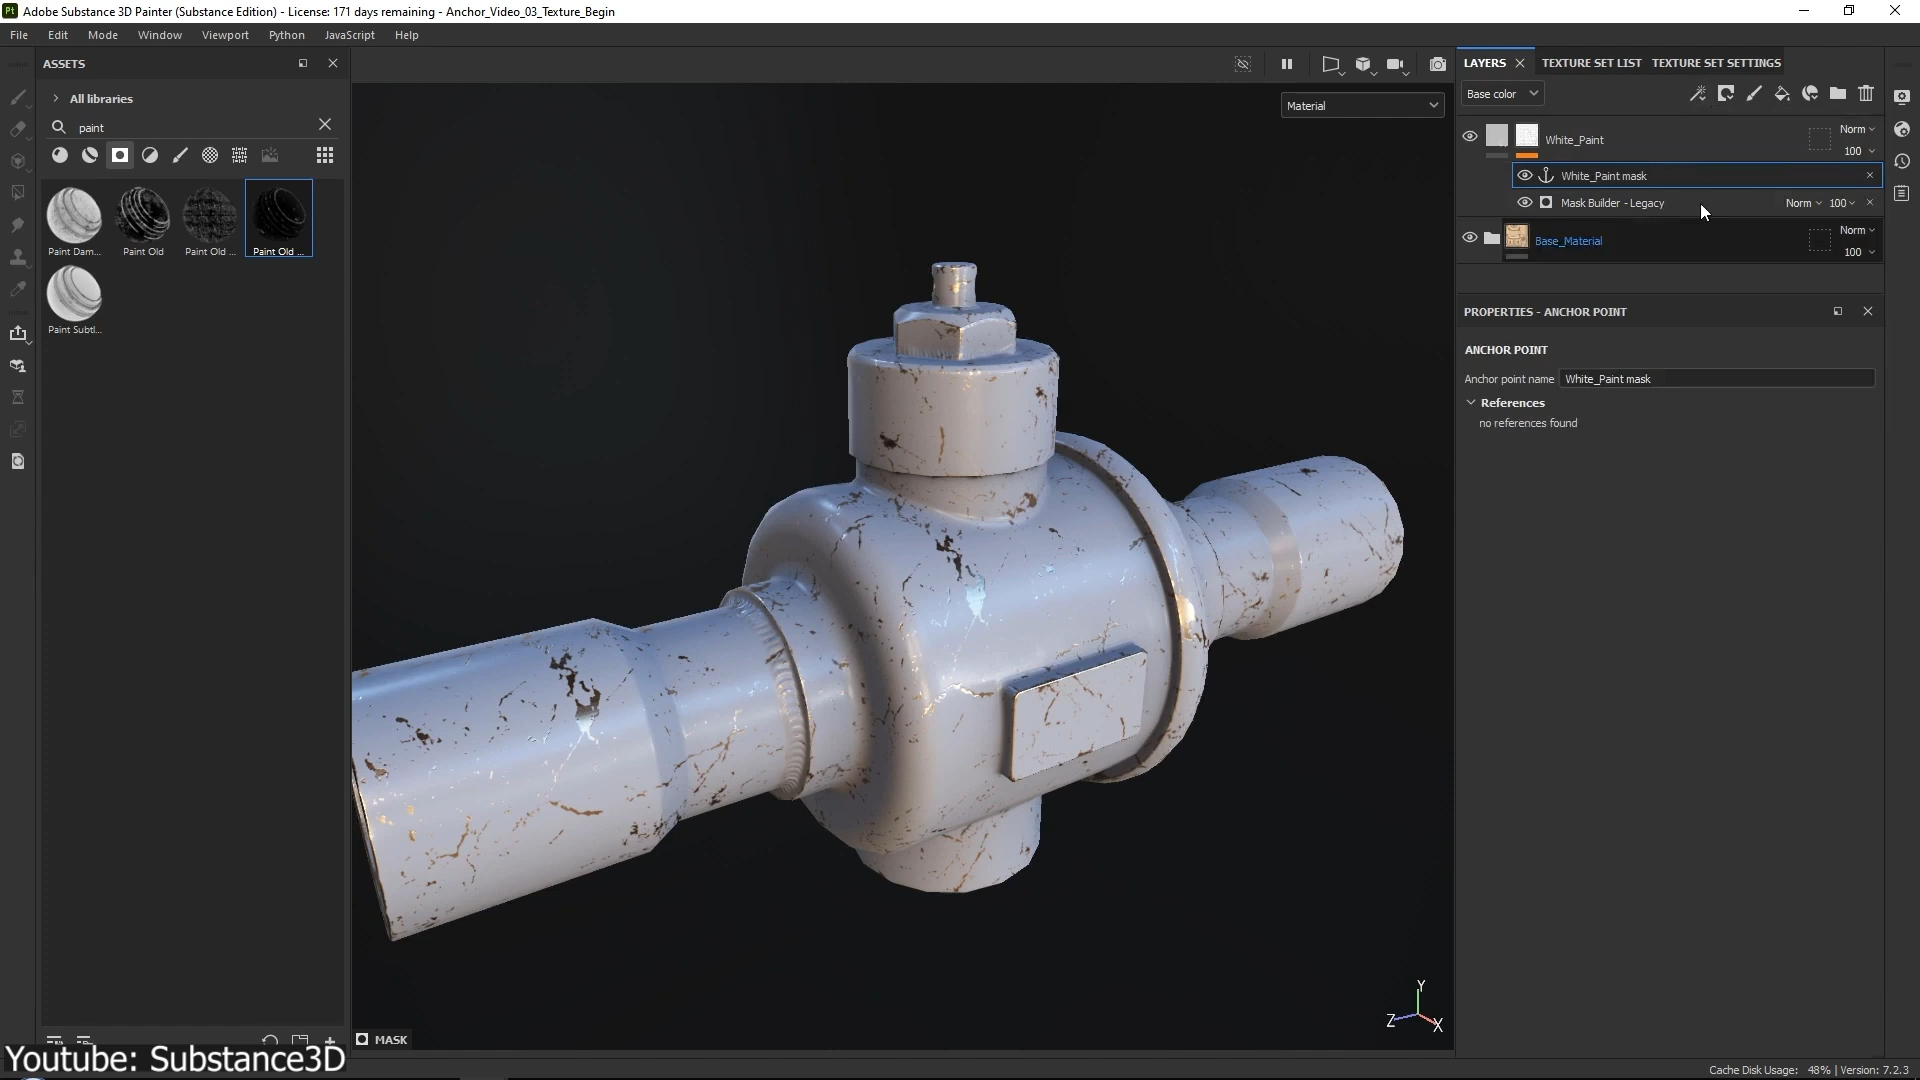 Pt Adobe Substance 3D Painter (Substance Edition) - License: 171 days remaining - Anchor_Video_03_Texture_Begin
File Edit Mode Window Viewport Python JavaScript Help
ASSETS
All libraries
paint
Paint Dam...
Paint Old
Paint Old ...
Paint Old ...
Paint Subtl...
Material
LAYERS TEXTURE SET LIST TEXTURE SET SETTINGS
Base color
White_Paint
Norm
100
White_Paint mask
Mask Builder - Legacy
Norm 100
Base_Material
Norm
100
PROPERTIES - ANCHOR POINT
ANCHOR POINT
Anchor point name White_Paint mask
References
no references found
Y
Z
X
MASK
Youtube: Substance3D
Cache Disk Usage: 48% | Version: 7.2.3